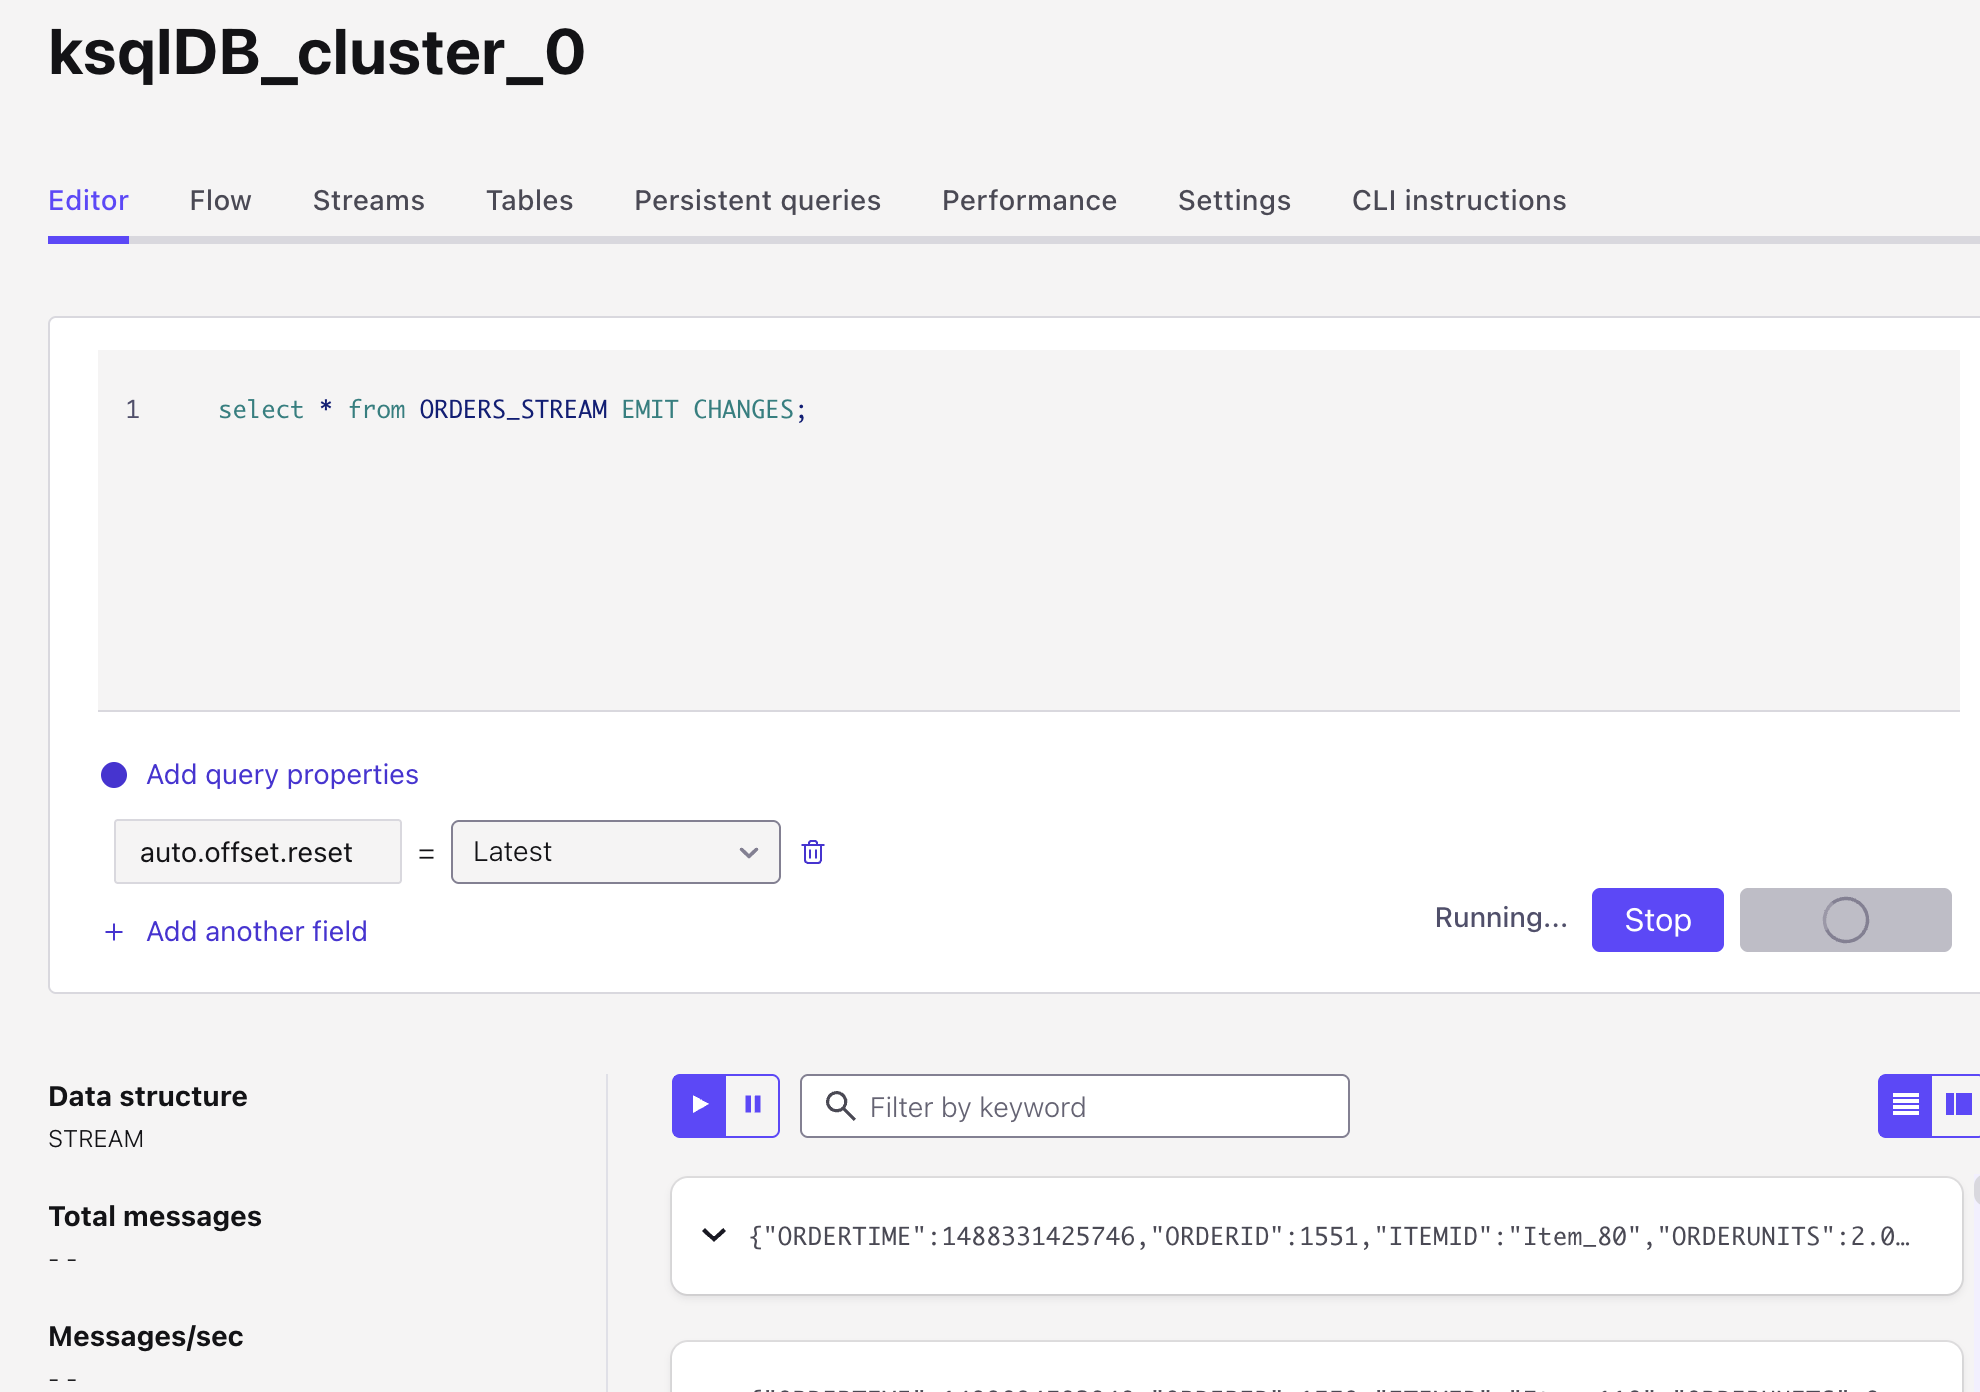 ksqlDB_cluster_0
Editor Flow Streams Tables Persistent queries Performance Settings CLI instructions
1 select * from ORDERS_STREAM EMIT CHANGES;
Add query properties
auto.offset.reset = Latest
+ Add another field
Running... Stop
Data structure
STREAM
Filter by keyword
Total messages
- -
{"ORDERTIME":1488331425746,"ORDERID":1551,"ITEMID":"Item_80","ORDERUNITS":2.0…
Messages/sec
- -